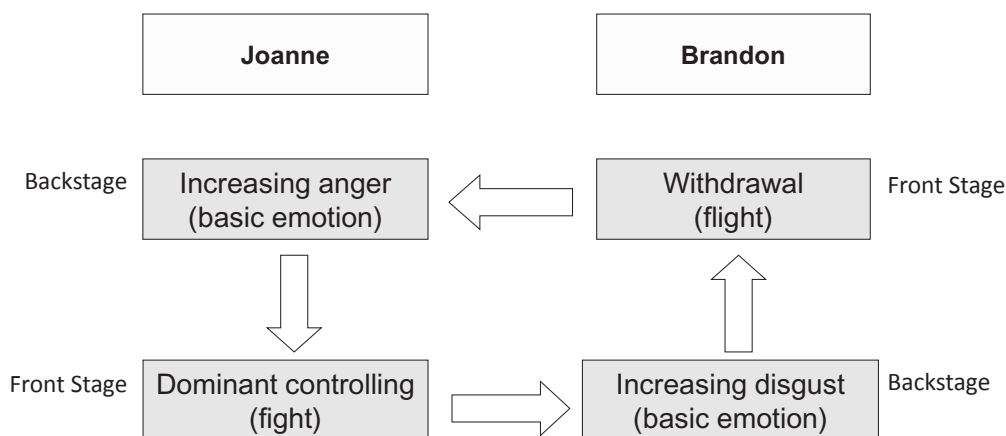 Joanne
Brandon
Backstage
Increasing anger
(basic emotion)
Withdrawal
(flight)
Front Stage
Front Stage
Dominant controlling
(fight)
Increasing disgust
(basic emotion)
Backstage